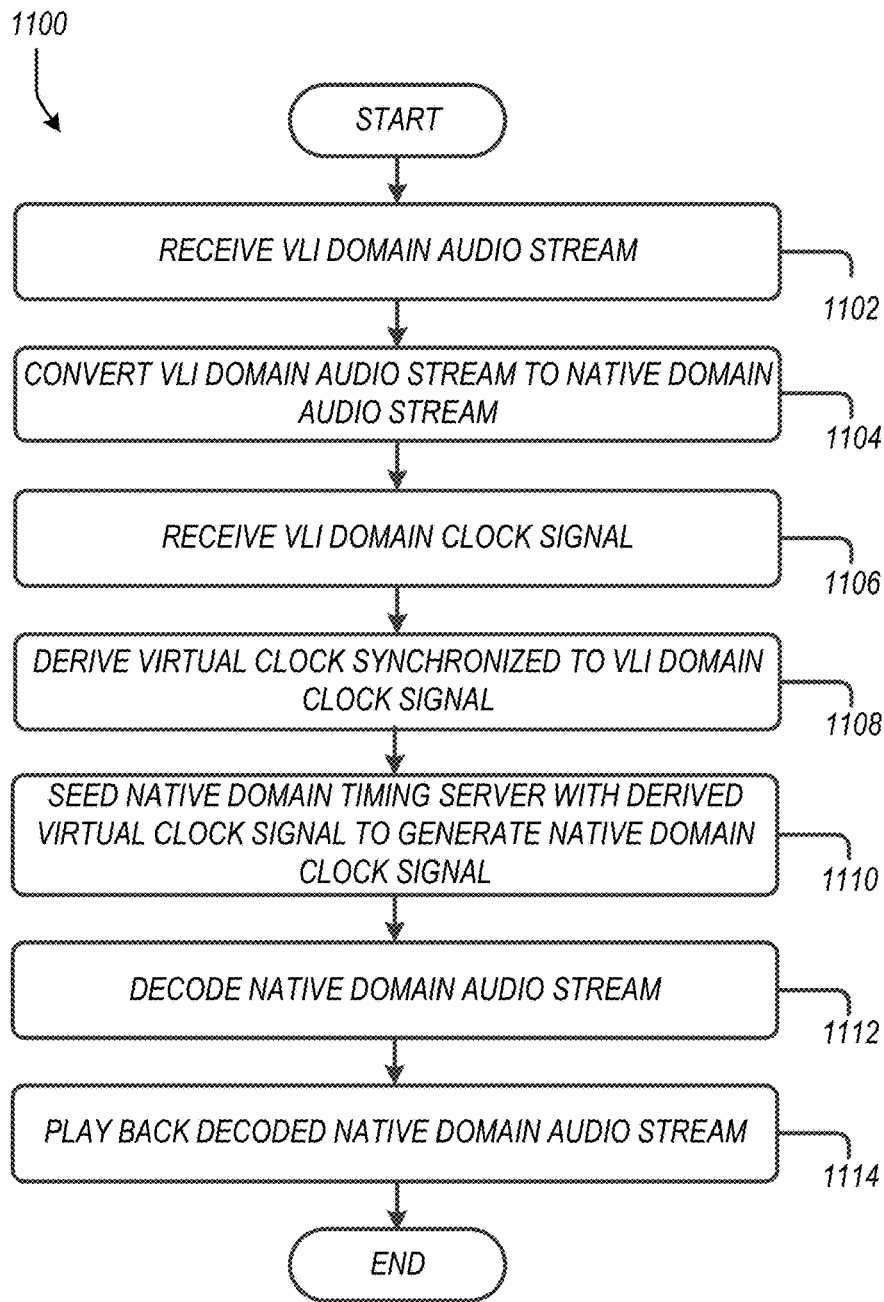 1100
START
RECEIVE VLI DOMAIN AUDIO STREAM
1102
CONVERT VLI DOMAIN AUDIO STREAM TO NATIVE DOMAIN
AUDIO STREAM
1104
RECEIVE VLI DOMAIN CLOCK SIGNAL
1106
DERIVE VIRTUAL CLOCK SYNCHRONIZED TO VLI DOMAIN
CLOCK SIGNAL
1108
SEED NATIVE DOMAIN TIMING SERVER WITH DERIVED
VIRTUAL CLOCK SIGNAL TO GENERATE NATIVE DOMAIN
CLOCK SIGNAL
1110
DECODE NATIVE DOMAIN AUDIO STREAM
1112
PLAY BACK DECODED NATIVE DOMAIN AUDIO STREAM
1114
END